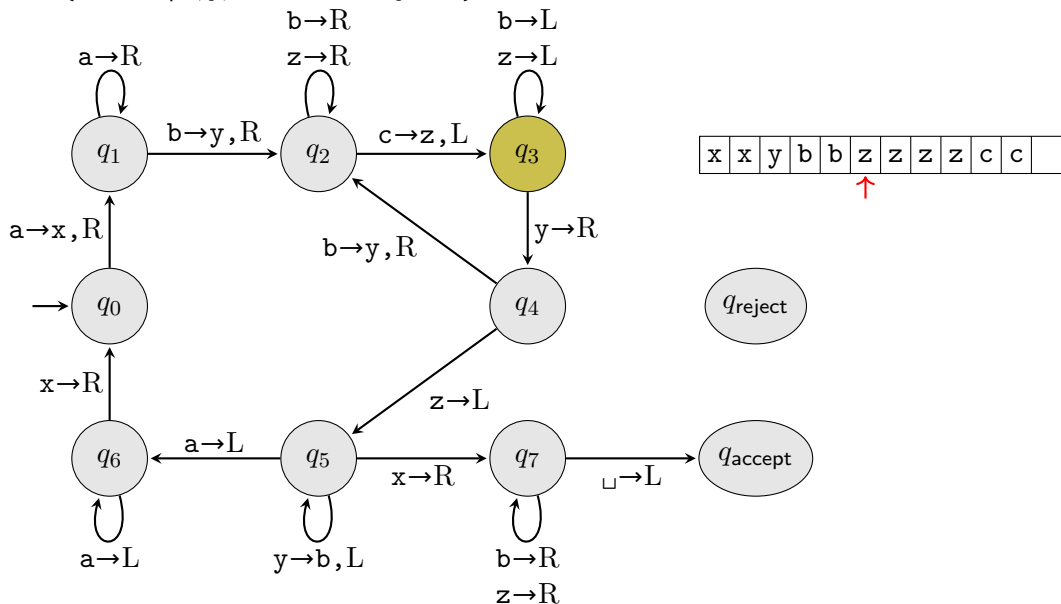 b→R
b→L
a→R
z→R
z→L
b→y,R
c→z,L
q1
q2
q3
x x y b b z z z z c c
a→x,R
b→y,R
y→R
q0
q4
qreject
x→R
z→L
a→L
q6
q5
x→R
q7
␣→L
qaccept
a→L
y→b,L
b→R
z→R